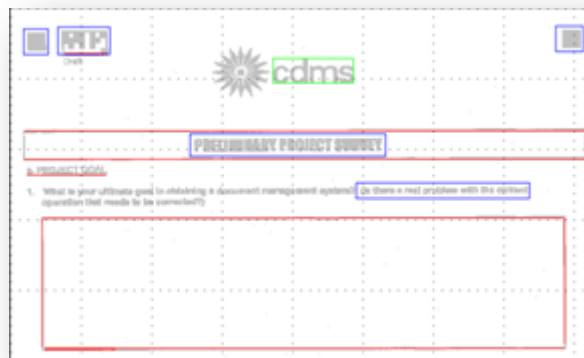 Draft
cdms
PRELIMINARY PROJECT SURVEY
a. PROJECT GOAL
1. What is your ultimate goal in obtaining a document management system? (Is there a real problem with the current
operation that needs to be corrected?)